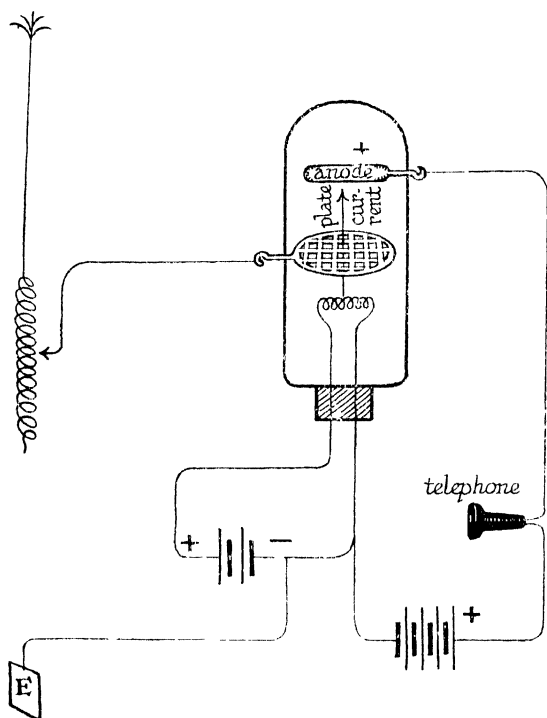 +
anode
plate
cur-
rent
telephone
+
−
+
E